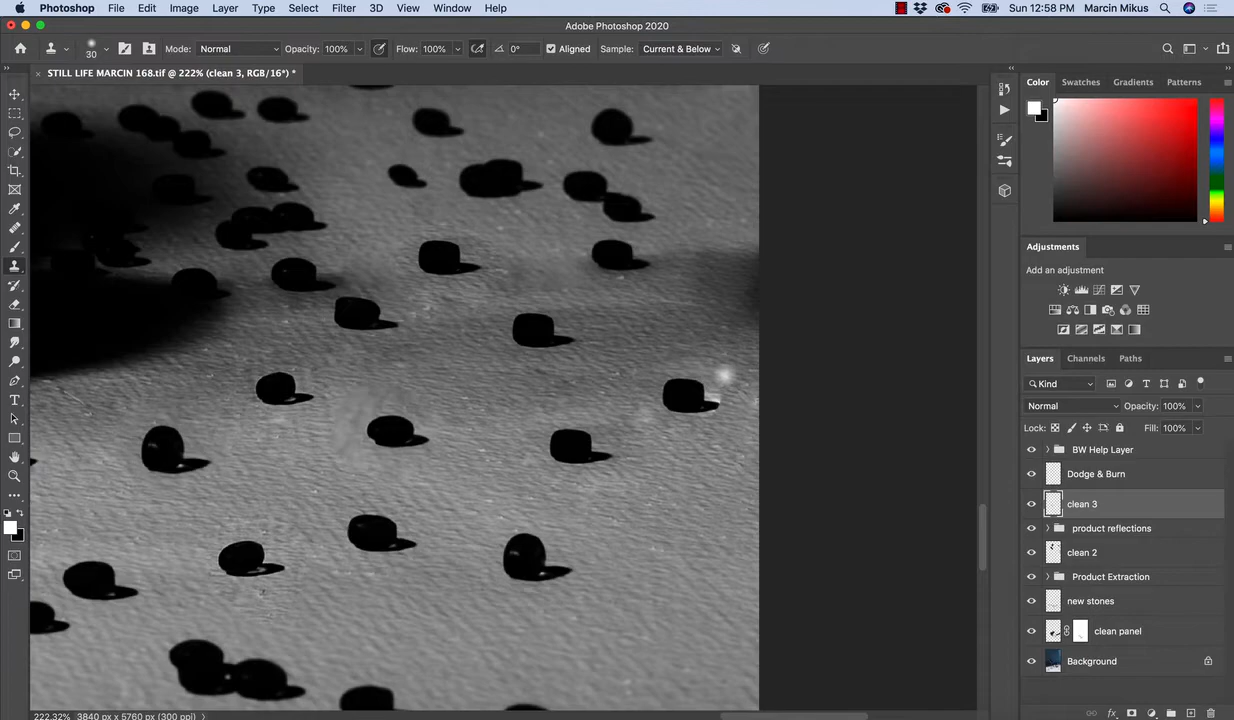 Photoshop File Edit Image Layer Type Select Filter 3D View Window Help Sun 12:58 PM Marcin Mikus
Adobe Photoshop 2020
30 Mode: Normal Opacity: 100% Flow: 100% 0° Aligned Sample: Current & Below
STILL LIFE MARCIN 168.tif @ 222% (clean 3, RGB/16*) *
Color Swatches Gradients Patterns
Adjustments
Add an adjustment
Layers Channels Paths
Kind
Normal Opacity: 100%
Lock: Fill: 100%
BW Help Layer
Dodge & Burn
clean 3
product reflections
clean 2
Product Extraction
new stones
clean panel
Background
222.32% 3840 px x 5760 px (300 ppi)